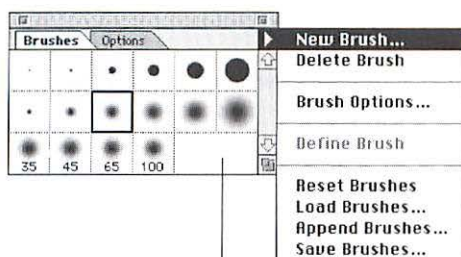 Brushes Options
35 45 65 100
New Brush...
Delete Brush
Brush Options...
Define Brush
Reset Brushes
Load Brushes...
Append Brushes...
Save Brushes...